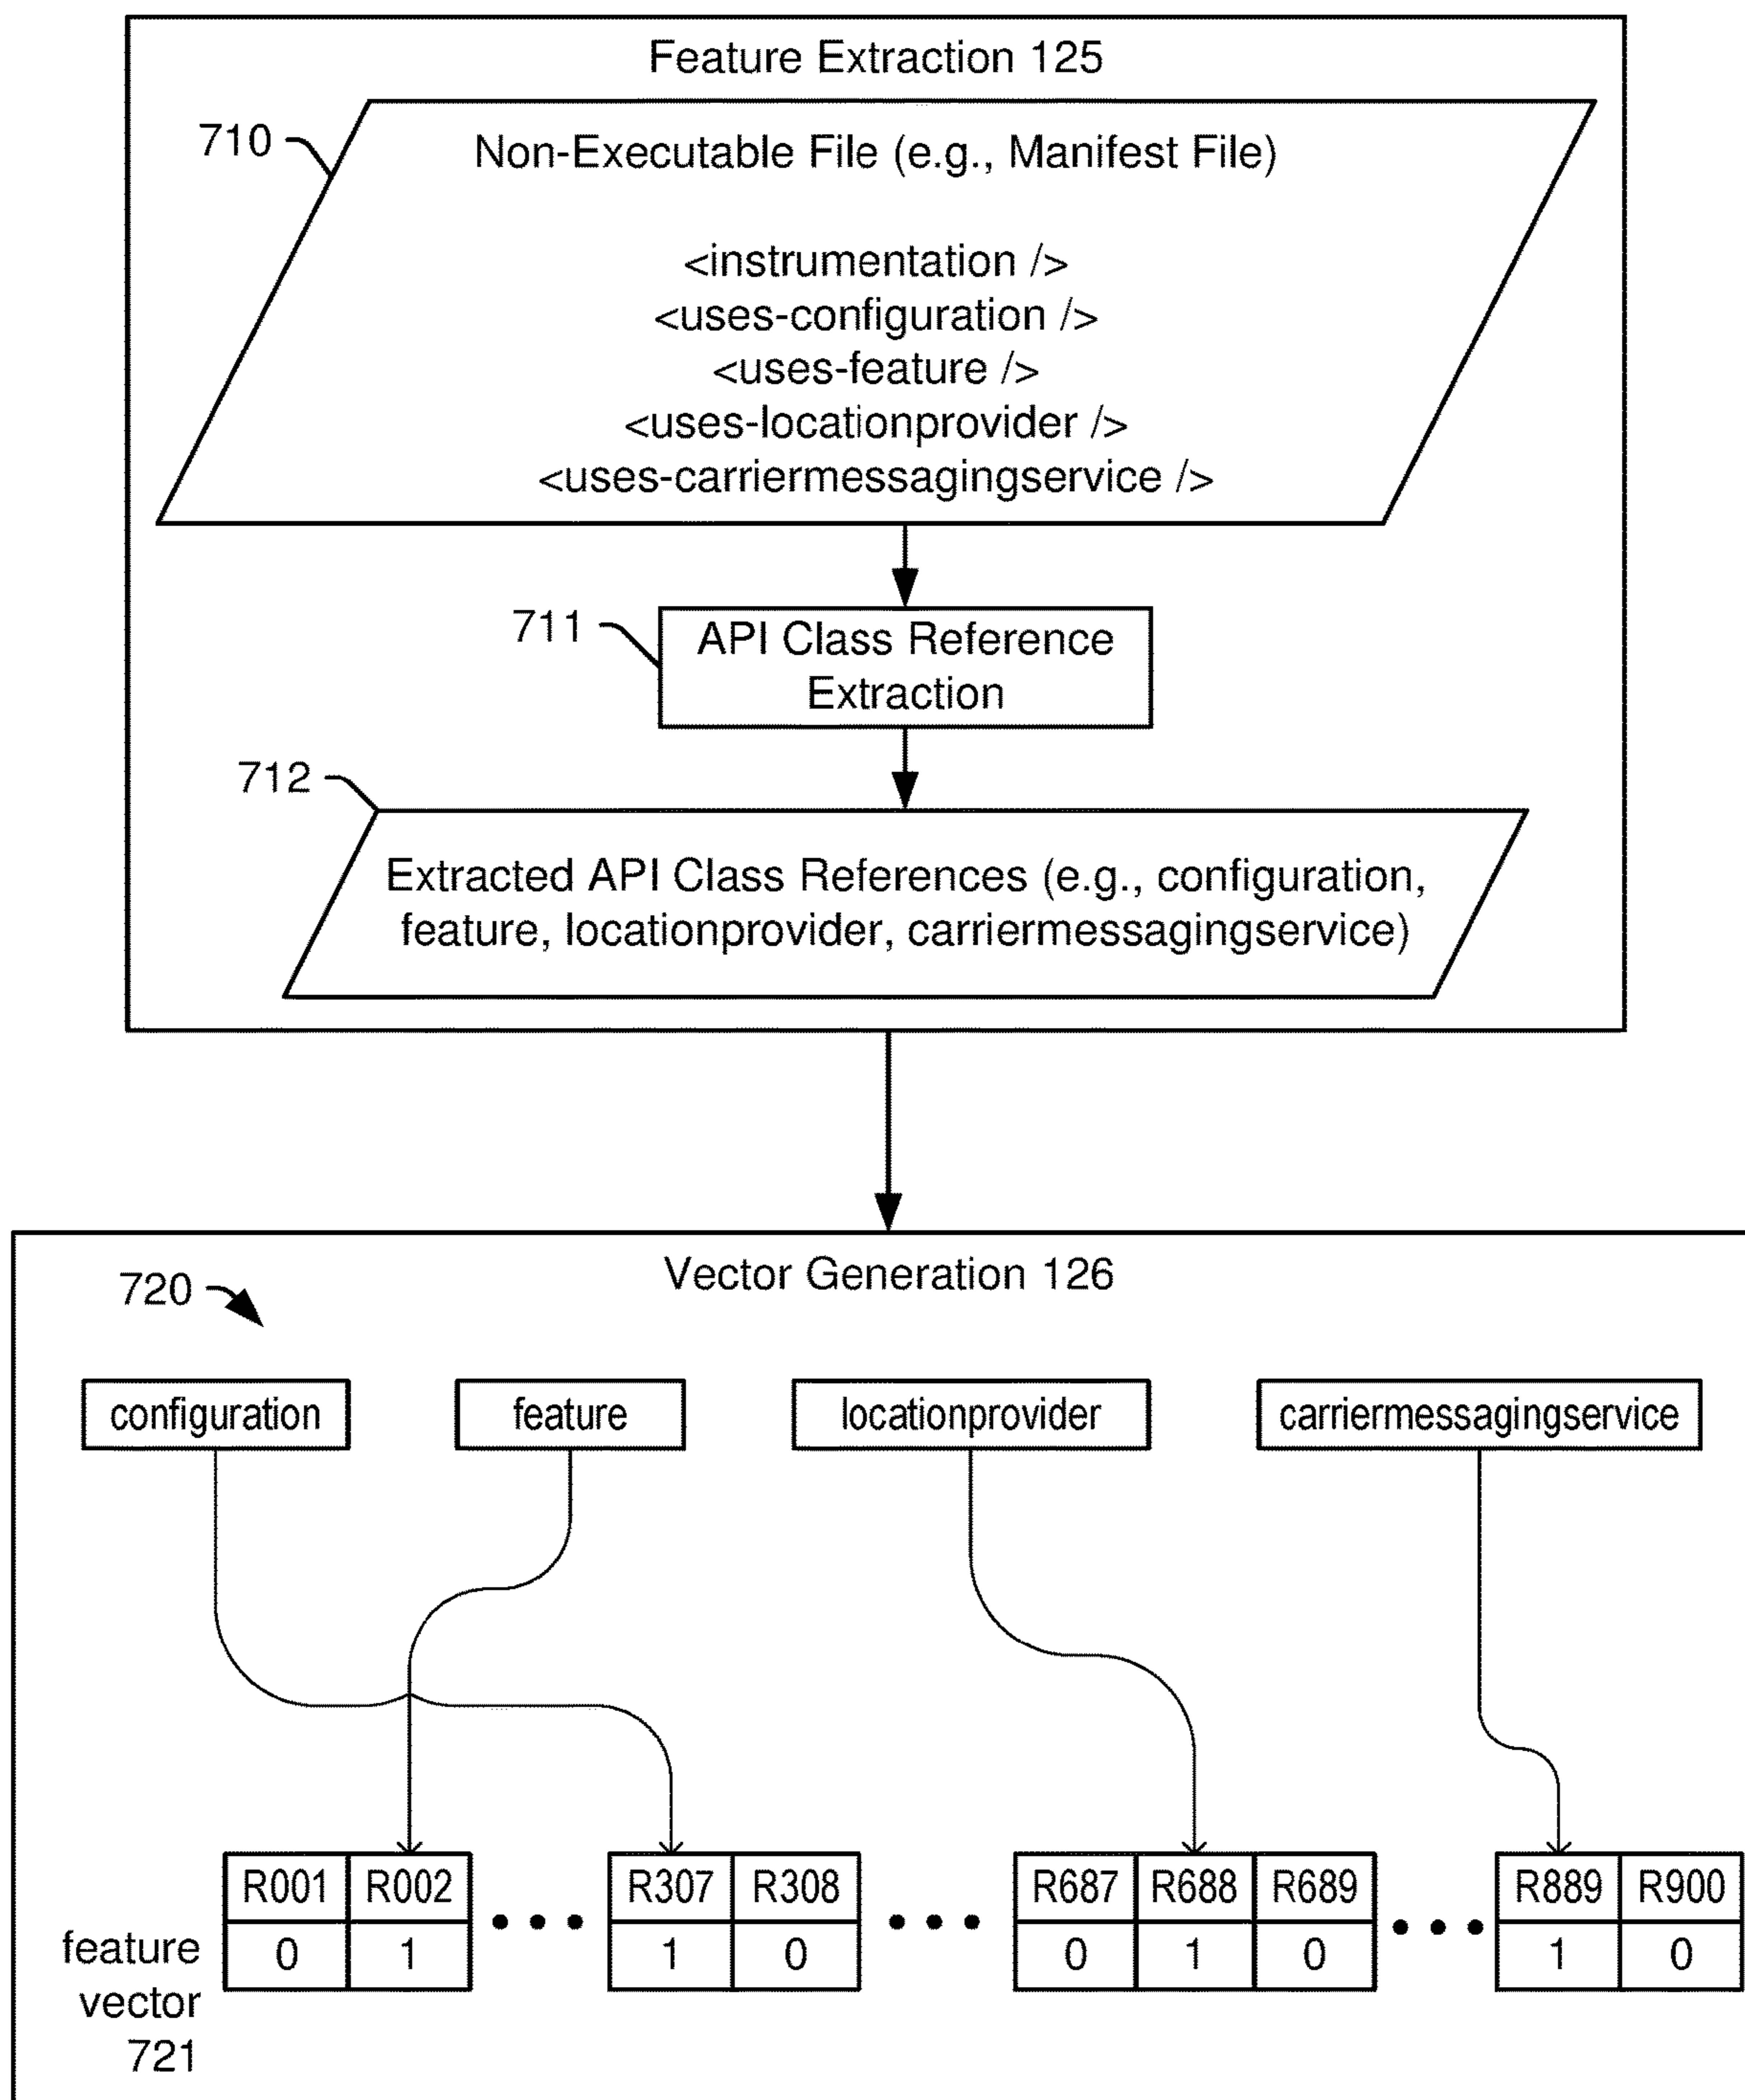 Feature Extraction 125
710
Non-Executable File (e.g., Manifest File)
<instrumentation />
<uses-configuration />
<uses-feature />
<uses-locationprovider />
<uses-carriermessagingservice />
711
API Class Reference
Extraction
712
Extracted API Class References (e.g., configuration,
feature, locationprovider, carriermessagingservice)
Vector Generation 126
720
configuration feature locationprovider carriermessagingservice
R001 R002 R307 R308 R687 R688 R689 R889 R900
0 1 • • • 1 0 • • • 0 1 0 • • • 1 0
feature
vector
721